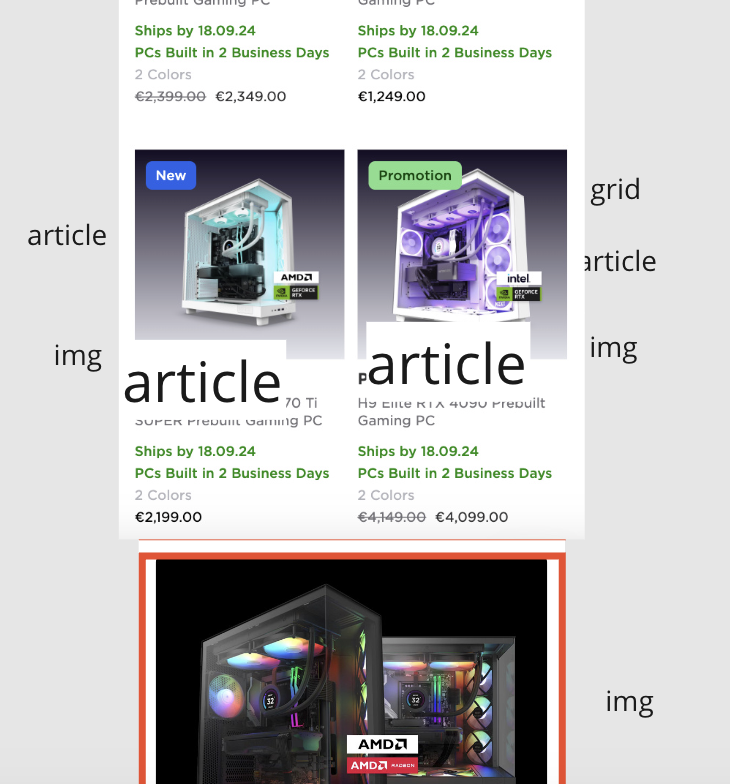 Prebuilt Gaming PC
Gaming PC
Ships by 18.09.24
PCs Built in 2 Business Days
2 Colors
€2,399.00 €2,349.00
Ships by 18.09.24
PCs Built in 2 Business Days
2 Colors
€1,249.00
article
img
New
AMD
GEFORCE
RTX
article
70 Ti
SUPER Prebuilt Gaming PC
Ships by 18.09.24
PCs Built in 2 Business Days
2 Colors
€2,199.00
Promotion
intel
GEFORCE
RTX
article
P
H9 Elite RTX 4090 Prebuilt
Gaming PC
Ships by 18.09.24
PCs Built in 2 Business Days
2 Colors
€4,149.00 €4,099.00
grid
article
img
32
32
AMD
AMD RADEON
img